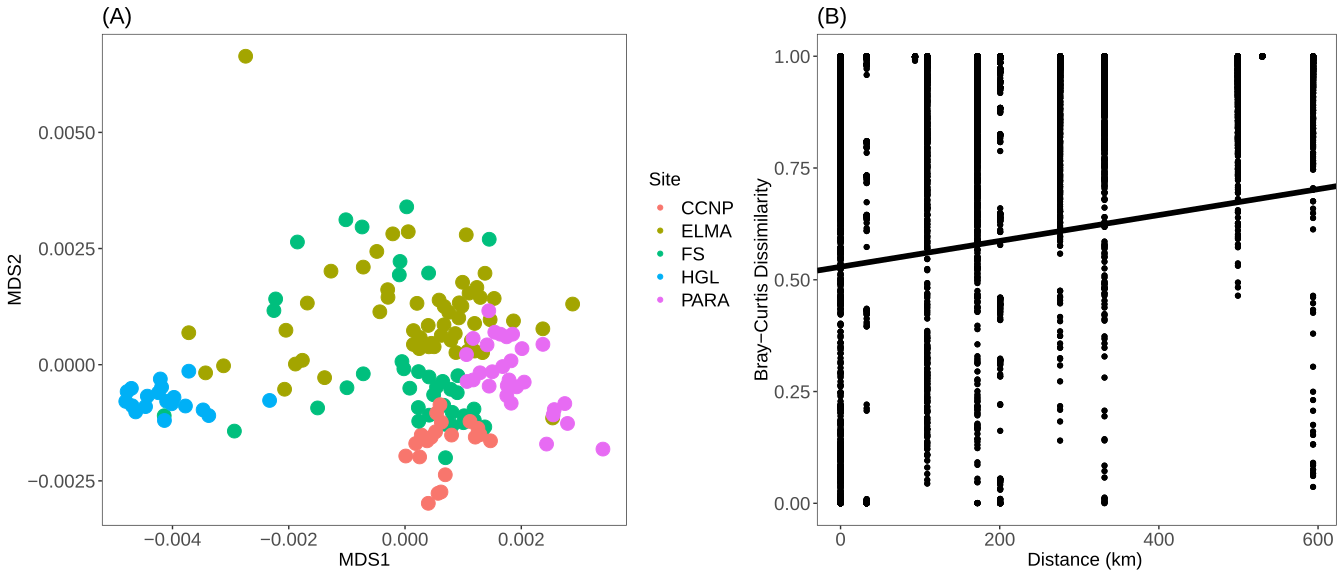 (A)
MDS2
0.0050
0.0025
0.0000
−0.0025
−0.004
−0.002
0.000
0.002
MDS1
Site
CCNP
ELMA
FS
HGL
PARA
(B)
Bray−Curtis Dissimilarity
1.00
0.75
0.50
0.25
0.00
0
200
400
600
Distance (km)